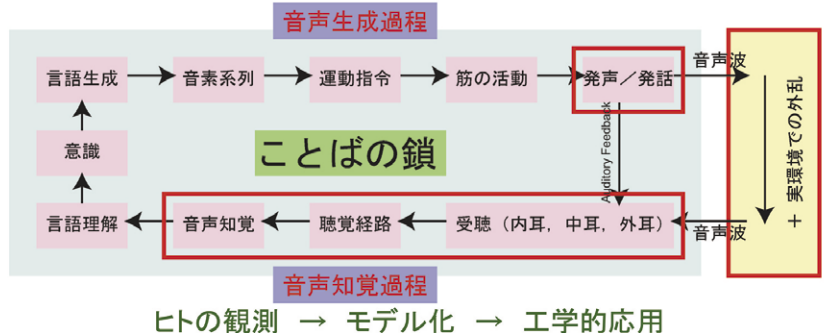 音声生成過程
言語生成
音素系列
運動指令
筋の活動
発声／発話
音声波
意識
ことばの鎖
Auditory Feedback
＋ 実環境での外乱
言語理解
音声知覚
聴覚経路
受聴（内耳，中耳，外耳）
音声波
音声知覚過程
ヒトの観測 → モデル化 → 工学的応用